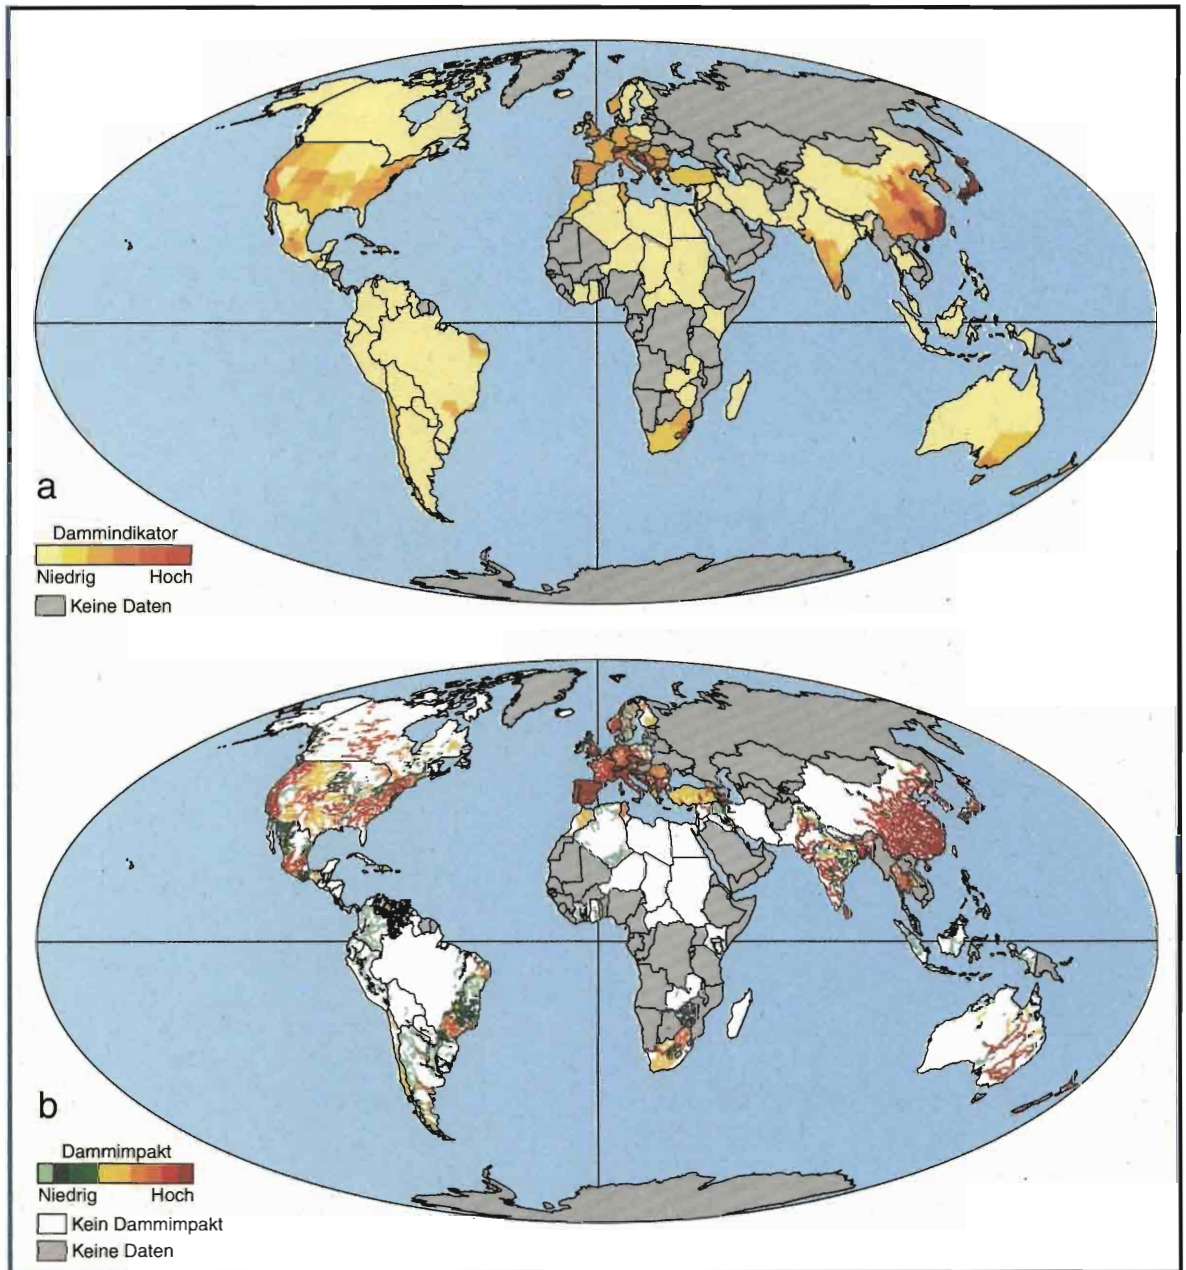 a
Dammindikator
Niedrig Hoch
Keine Daten
b
Dammimpakt
Niedrig Hoch
Kein Dammimpakt
Keine Daten